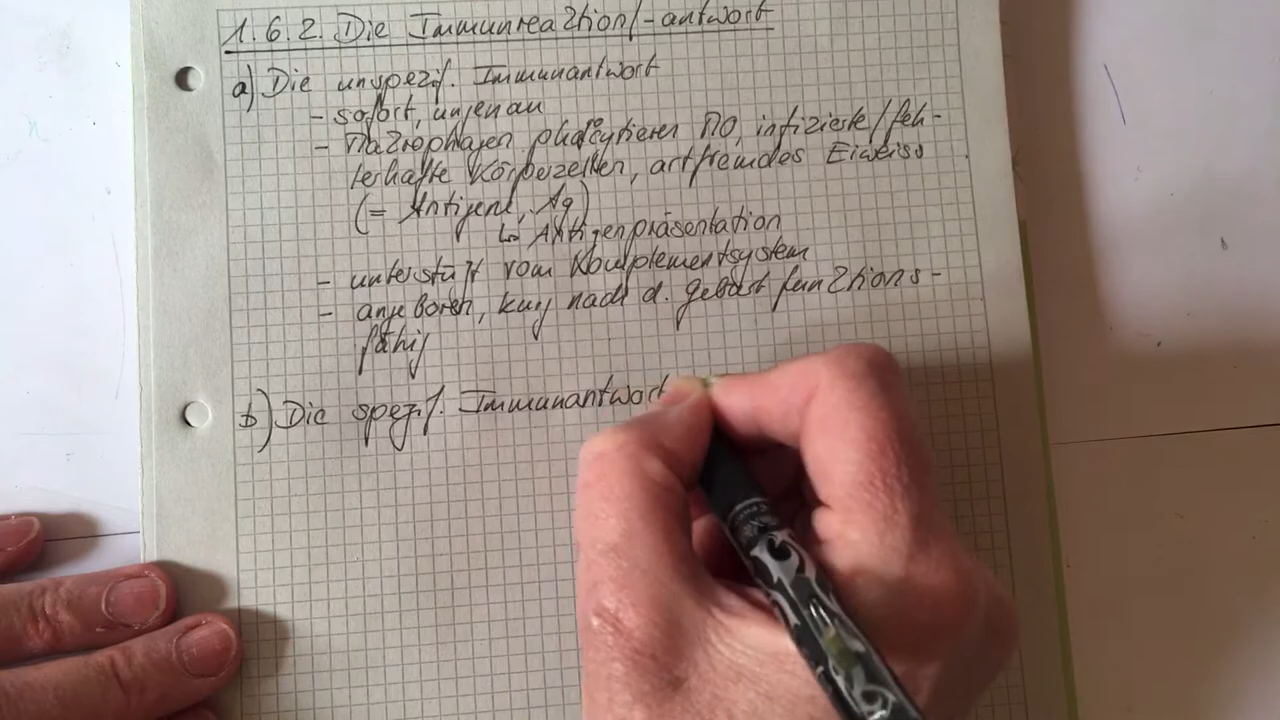 1.6.2. Die Immunreaktion/-antwort
a) Die unspezif. Immunantwort
- sofort, ungenau
- Makrophagen phagocytieren MO, infizierte/feh-
lerhafte Körperzellen, artfremdes Eiweiss
(= Antigene, Ag)
↳ Antigenpräsentation
- unterstützt vom Komplementsystem
- angeboren, kurz nach d. Geburt funktions-
fähig
b) Die spezif. Immunantwort